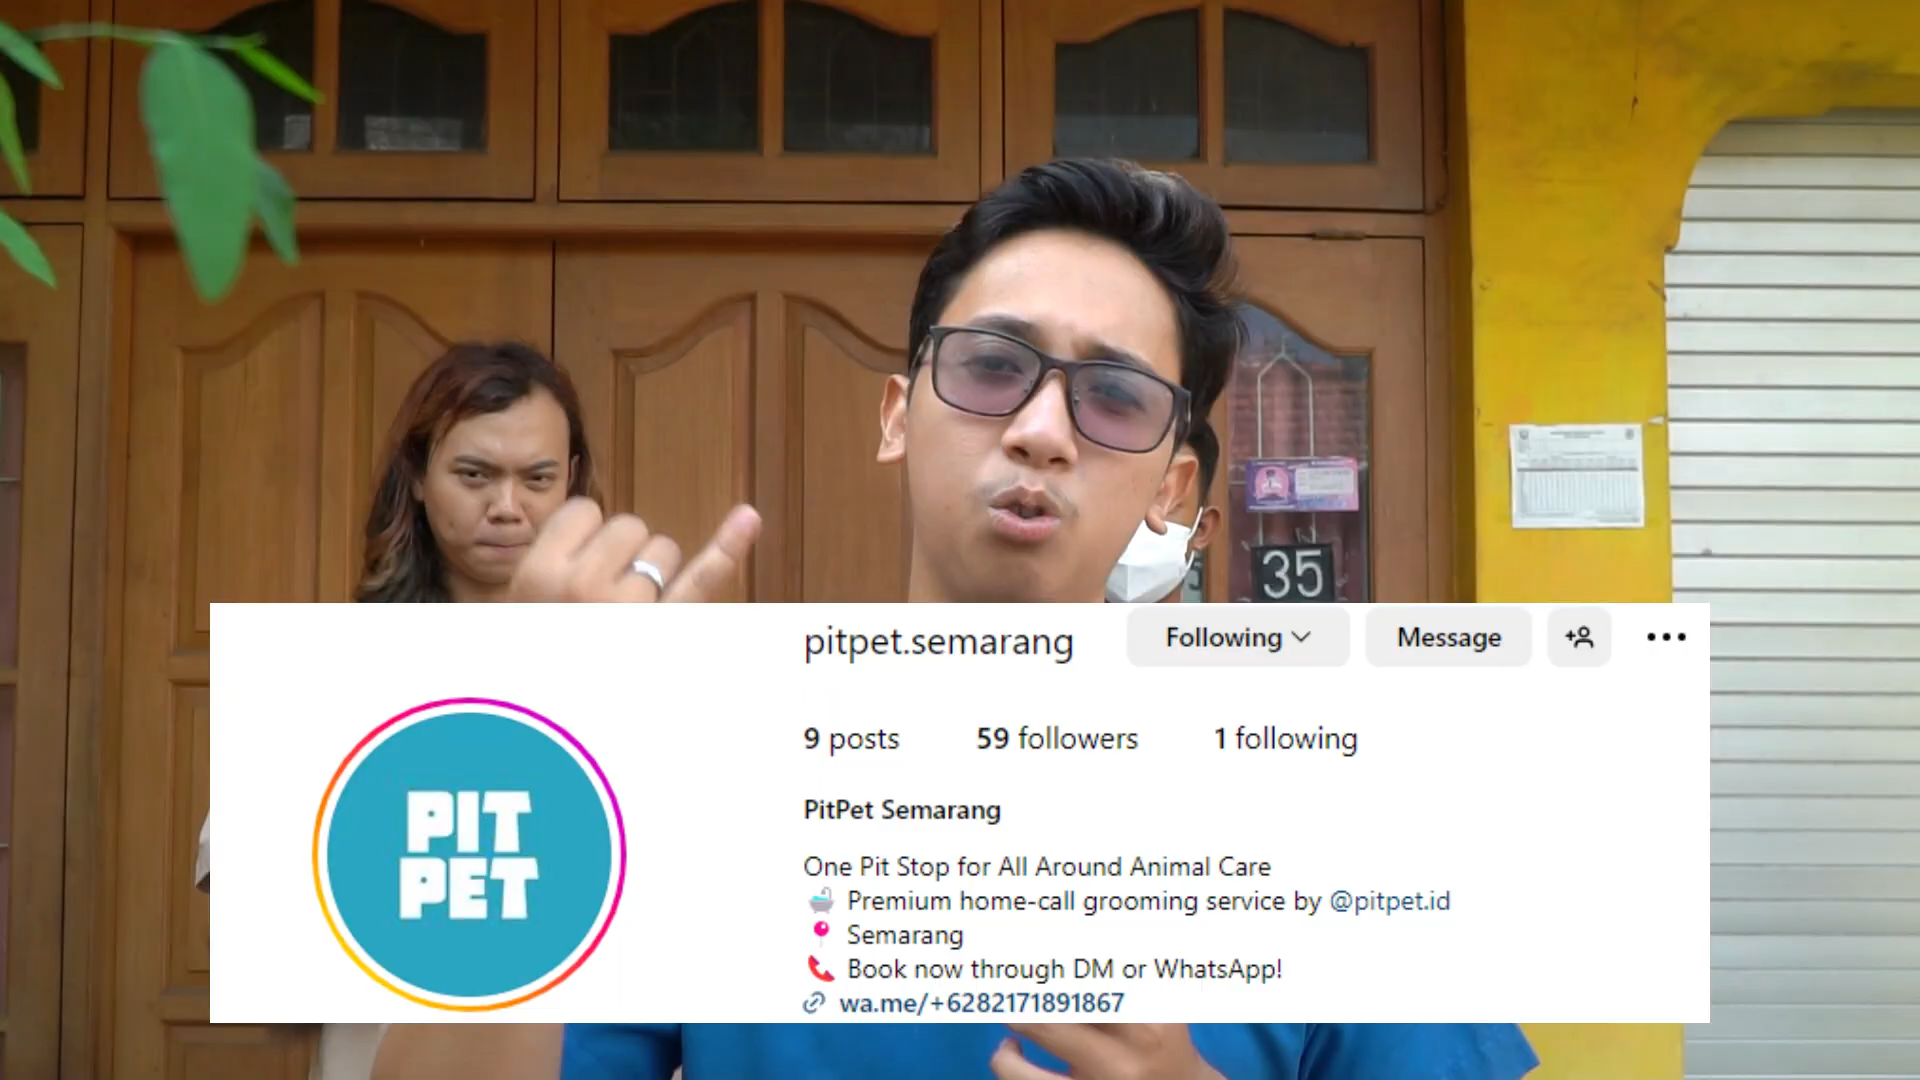 35
pitpet.semarang
Following
Message
9 posts 59 followers 1 following
PIT
PET
PitPet Semarang
One Pit Stop for All Around Animal Care
Premium home-call grooming service by @pitpet.id
Semarang
Book now through DM or WhatsApp!
wa.me/+6282171891867